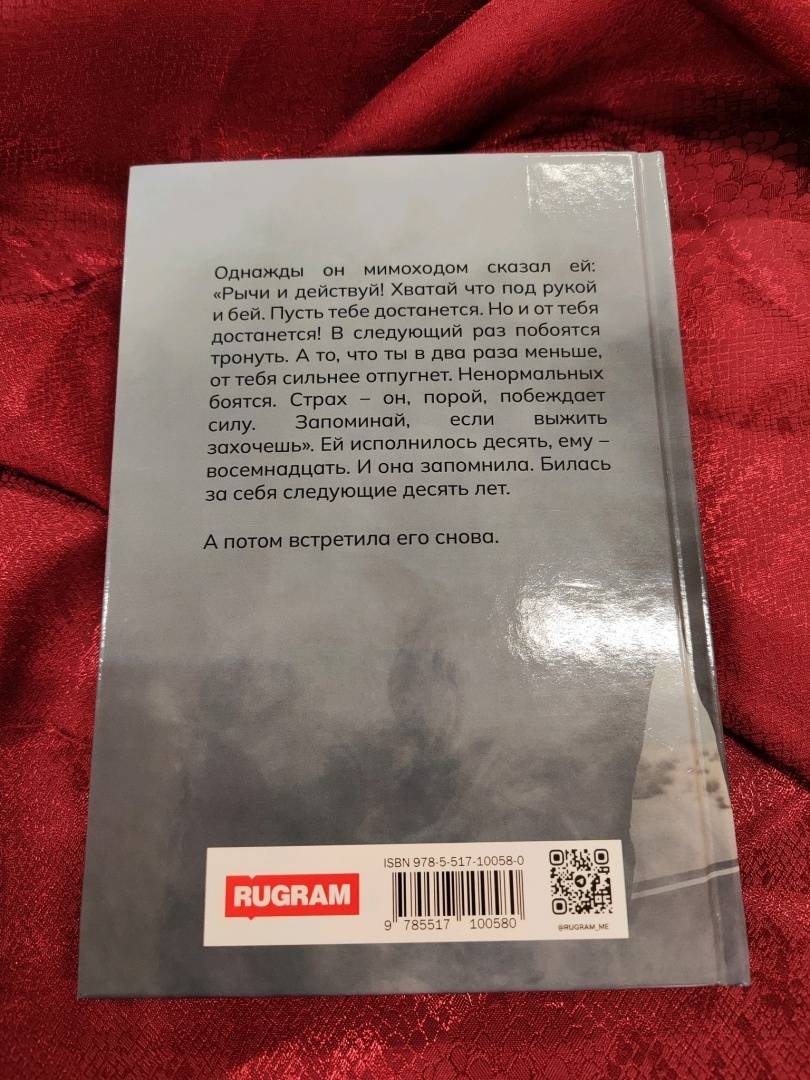 Однажды он мимоходом сказал ей:
«Рычи и действуй! Хватай что под рукой
и бей. Пусть тебе достанется. Но и от тебя
достанется! В следующий раз побоятся
тронуть. А то, что ты в два раза меньше,
от тебя сильнее отпугнет. Ненормальных
боятся. Страх – он, порой, побеждает
силу. Запоминай, если выжить
захочешь». Ей исполнилось десять, ему –
восемнадцать. И она запомнила. Билась
за себя следующие десять лет.
А потом встретила его снова.
RUGRAM
ISBN 978-5-517-10058-0
9 785517 100580
@RUGRAM_ME